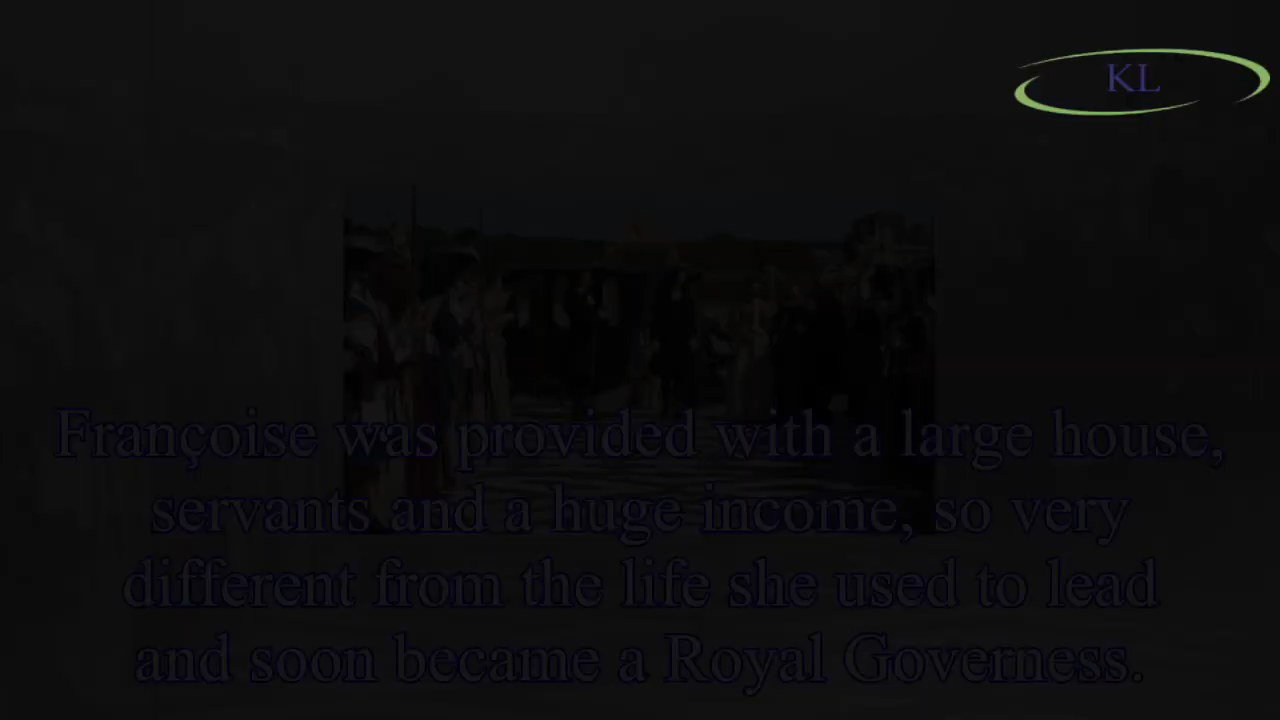 KL
Françoise was provided with a large house,
servants and a huge income, so very
different from the life she used to lead
and soon became a Royal Governess.